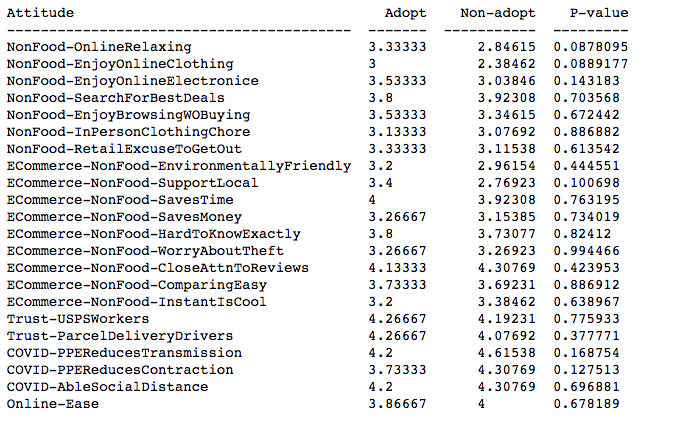 Attitude Adopt Non-adopt P-value
---------------------------------------- ------- ----------- ---------
NonFood-OnlineRelaxing 3.33333 2.84615 0.0878095
NonFood-EnjoyOnlineClothing 3 2.38462 0.0889177
NonFood-EnjoyOnlineElectronice 3.53333 3.03846 0.143183
NonFood-SearchForBestDeals 3.8 3.92308 0.703568
NonFood-EnjoyBrowsingWOBuying 3.53333 3.34615 0.672442
NonFood-InPersonClothingChore 3.13333 3.07692 0.886882
NonFood-RetailExcuseToGetOut 3.33333 3.11538 0.613542
ECommerce-NonFood-EnvironmentallyFriendly 3.2 2.96154 0.444551
ECommerce-NonFood-SupportLocal 3.4 2.76923 0.100698
ECommerce-NonFood-SavesTime 4 3.92308 0.763195
ECommerce-NonFood-SavesMoney 3.26667 3.15385 0.734019
ECommerce-NonFood-HardToKnowExactly 3.8 3.73077 0.82412
ECommerce-NonFood-WorryAboutTheft 3.26667 3.26923 0.994466
ECommerce-NonFood-CloseAttnToReviews 4.13333 4.30769 0.423953
ECommerce-NonFood-ComparingEasy 3.73333 3.69231 0.886912
ECommerce-NonFood-InstantIsCool 3.2 3.38462 0.638967
Trust-USPSWorkers 4.26667 4.19231 0.775933
Trust-ParcelDeliveryDrivers 4.26667 4.07692 0.377771
COVID-PPEReducesTransmission 4.2 4.61538 0.168754
COVID-PPEReducesContraction 3.73333 4.30769 0.127513
COVID-AbleSocialDistance 4.2 4.30769 0.696881
Online-Ease 3.86667 4 0.678189